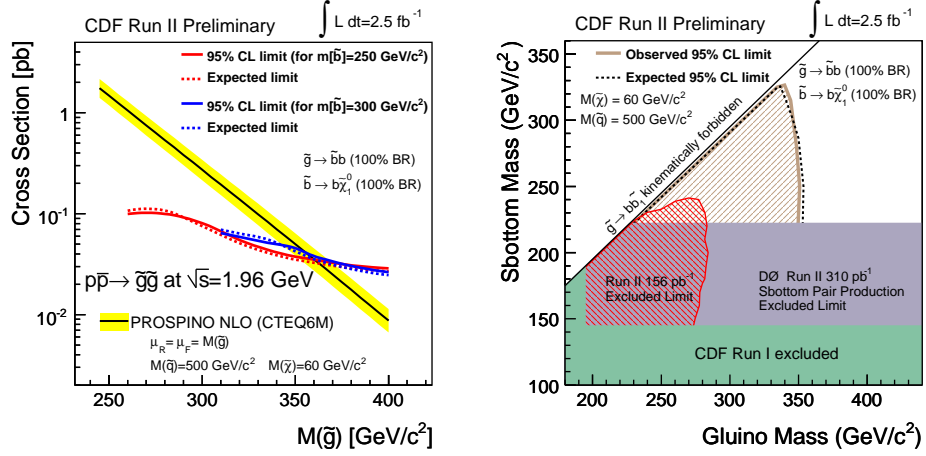 CDF Run II Preliminary
∫ L dt=2.5 fb⁻¹
Cross Section [pb]
95% CL limit (for m[b̃]=250 GeV/c²)
Expected limit
95% CL limit (for m[b̃]=300 GeV/c²)
Expected limit
g̃ → b̃b (100% BR)
b̃ → bχ̃₁⁰ (100% BR)
1
10⁻¹
10⁻²
pp̄→ g̃g̃ at √s=1.96 GeV
PROSPINO NLO (CTEQ6M)
μ_R = μ_F = M(g̃)
M(q̃)=500 GeV/c² M(χ̃)=60 GeV/c²
250 300 350 400
M(g̃) [GeV/c²]
CDF Run II Preliminary
∫ L dt=2.5 fb⁻¹
Sbottom Mass (GeV/c²)
350
300
250
200
150
100
Observed 95% CL limit
Expected 95% CL limit
M(χ̃) = 60 GeV/c²
M(q̃) = 500 GeV/c²
g̃ → b̃b (100% BR)
b̃ → bχ̃₁⁰ (100% BR)
g̃ → bb̃₁ kinematically forbidden
Run II 156 pb⁻¹
Excluded Limit
DØ Run II 310 pb⁻¹
Sbottom Pair Production
Excluded Limit
CDF Run I excluded
200 250 300 350 400
Gluino Mass (GeV/c²)